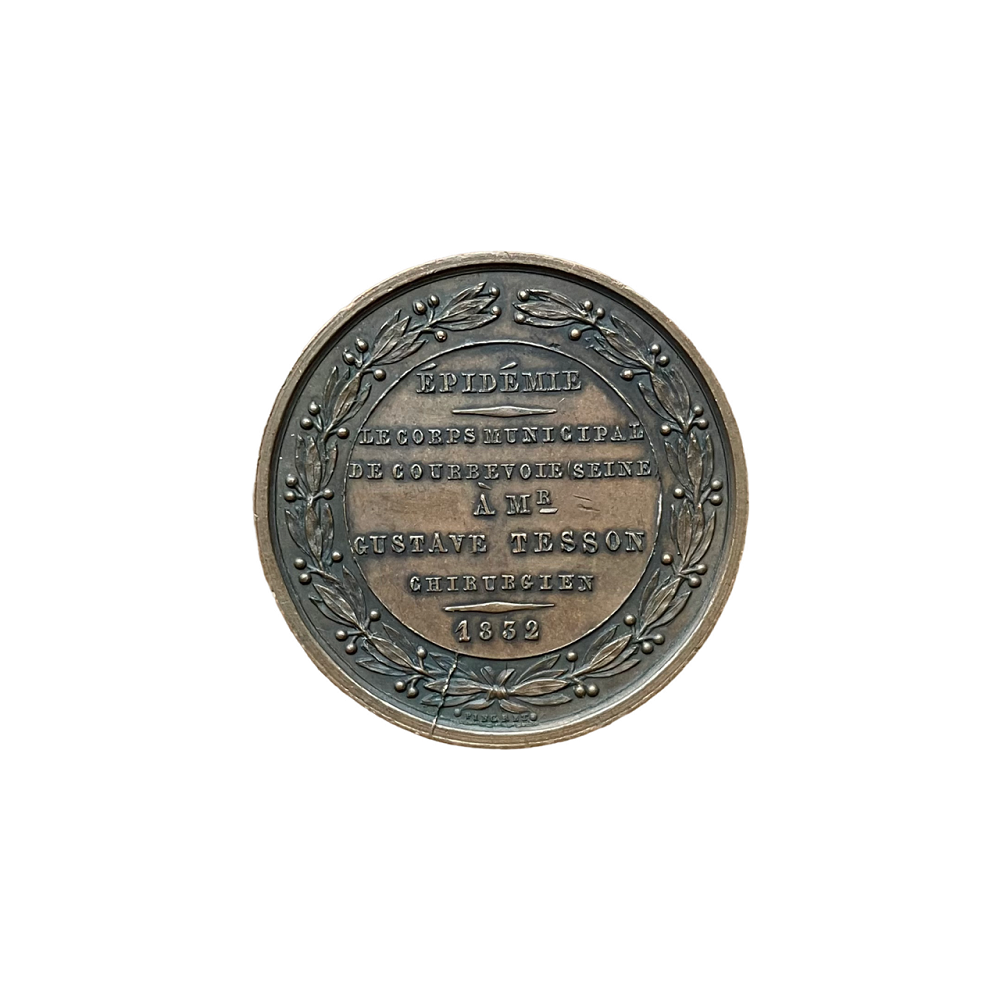 ÉPIDÉMIE
LE CORPS MUNICIPAL
DE COURBEVOIE (SEINE
À MR
GUSTAVE TESSON
CHIRURGIEN
1832